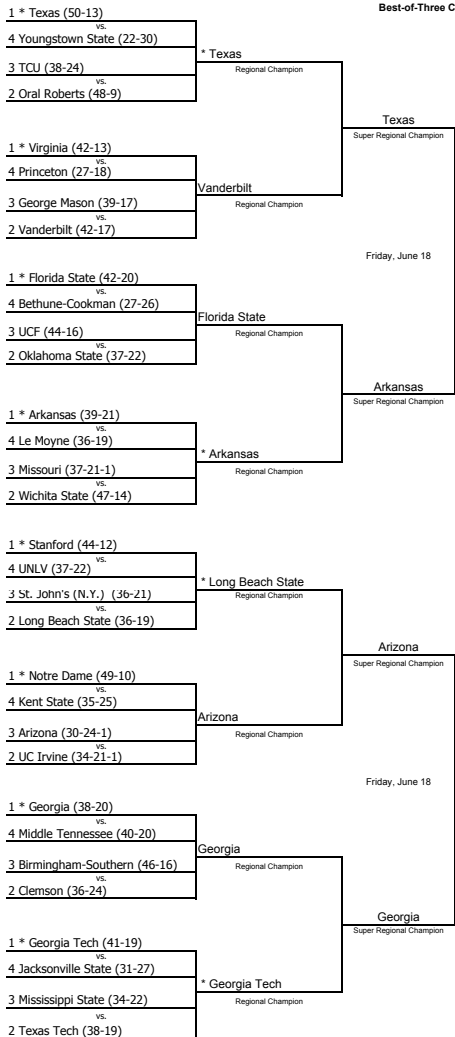 Best-of-Three C
1 * Texas (50-13)
vs.
4 Youngstown State (22-30)
* Texas
3 TCU (38-24)
Regional Champion
vs.
2 Oral Roberts (48-9)
Texas
Super Regional Champion
1 * Virginia (42-13)
vs.
4 Princeton (27-18)
Vanderbilt
3 George Mason (39-17)
Regional Champion
vs.
2 Vanderbilt (42-17)
Friday, June 18
1 * Florida State (42-20)
vs.
4 Bethune-Cookman (27-26)
Florida State
3 UCF (44-16)
Regional Champion
vs.
2 Oklahoma State (37-22)
Arkansas
Super Regional Champion
1 * Arkansas (39-21)
vs.
4 Le Moyne (36-19)
* Arkansas
3 Missouri (37-21-1)
Regional Champion
vs.
2 Wichita State (47-14)
1 * Stanford (44-12)
vs.
4 UNLV (37-22)
* Long Beach State
3 St. John's (N.Y.) (36-21)
Regional Champion
vs.
2 Long Beach State (36-19)
Arizona
Super Regional Champion
1 * Notre Dame (49-10)
vs.
4 Kent State (35-25)
Arizona
3 Arizona (30-24-1)
Regional Champion
vs.
2 UC Irvine (34-21-1)
Friday, June 18
1 * Georgia (38-20)
vs.
4 Middle Tennessee (40-20)
Georgia
3 Birmingham-Southern (46-16)
Regional Champion
vs.
2 Clemson (36-24)
Georgia
Super Regional Champion
1 * Georgia Tech (41-19)
vs.
4 Jacksonville State (31-27)
* Georgia Tech
3 Mississippi State (34-22)
Regional Champion
vs.
2 Texas Tech (38-19)